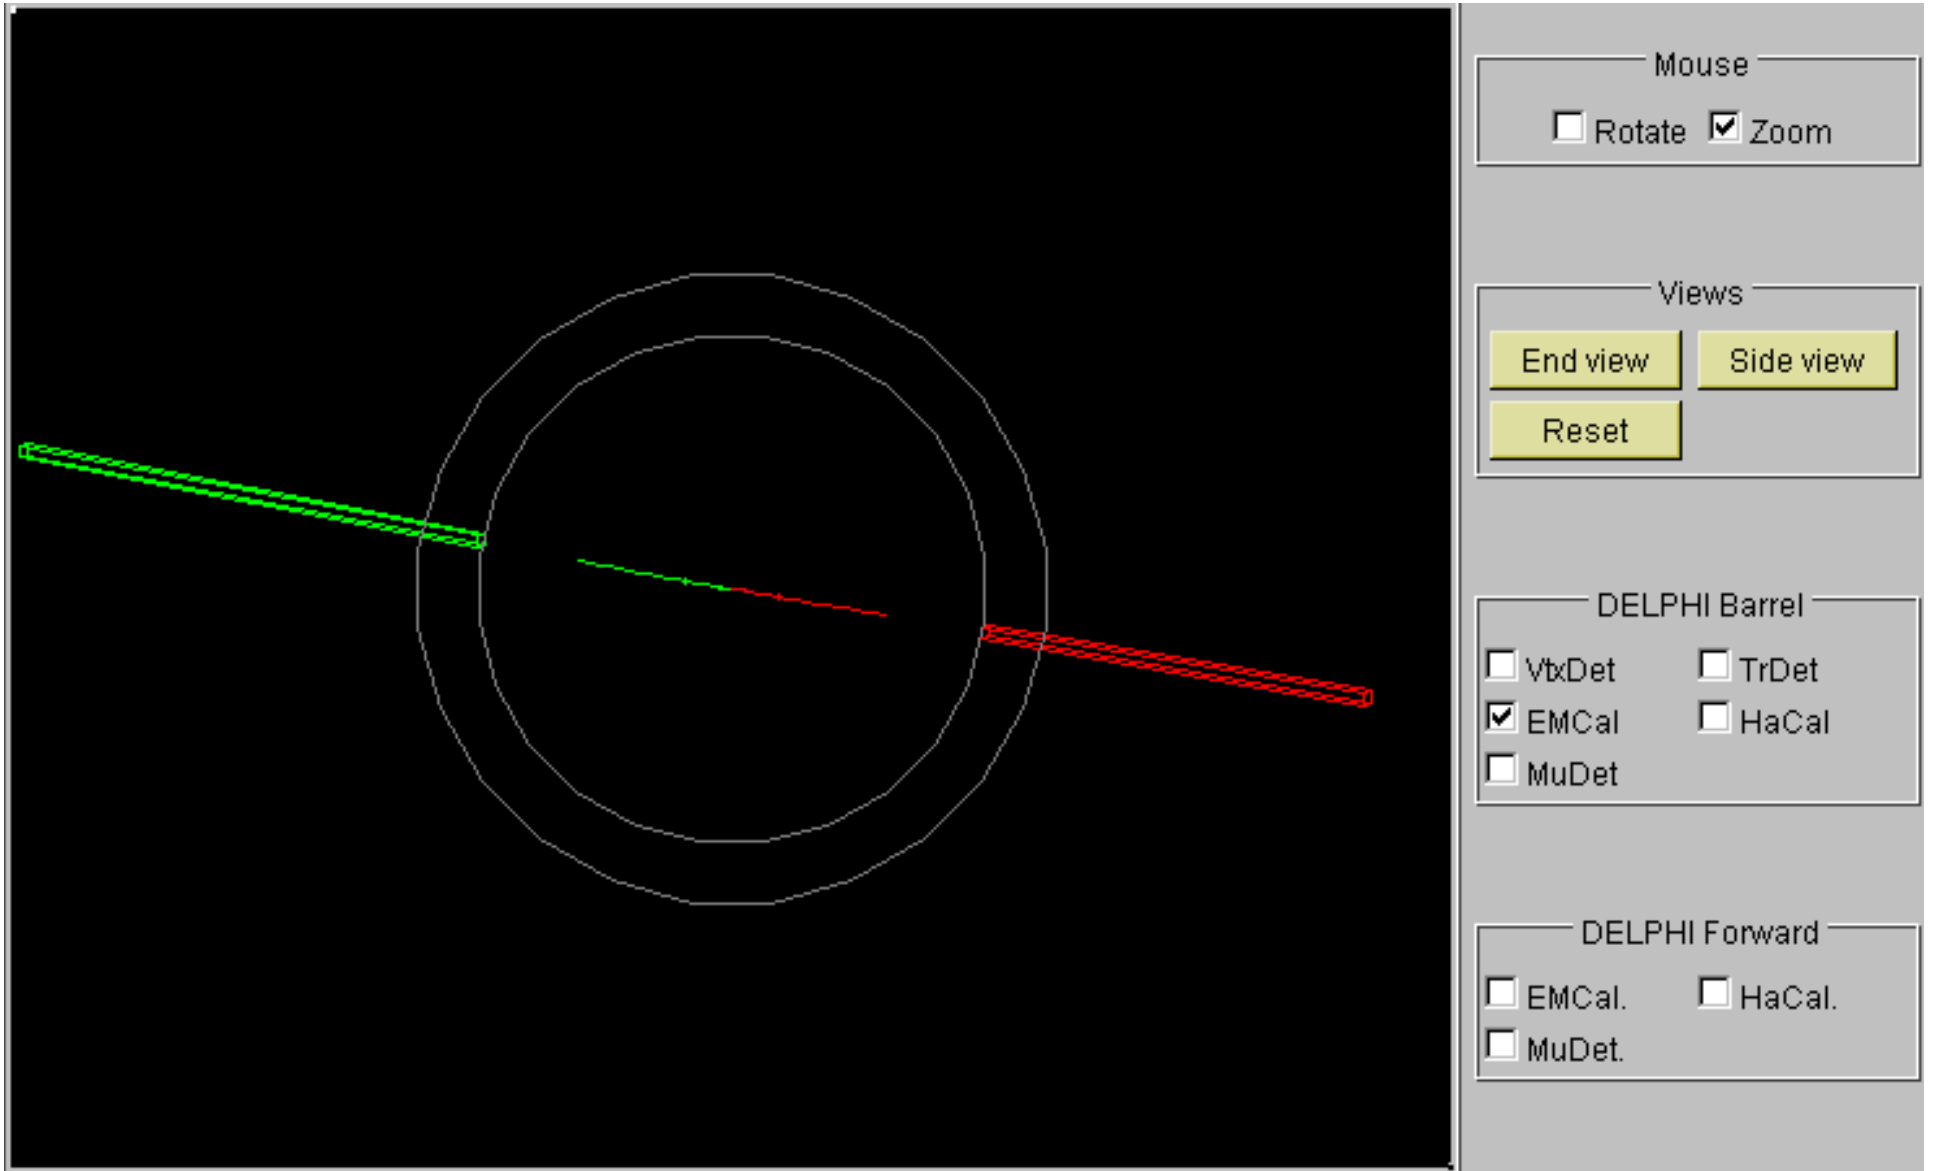 Mouse
Rotate Zoom
Views
End view Side view
Reset
DELPHI Barrel
VtxDet TrDet
EMCal HaCal
MuDet
DELPHI Forward
EMCal. HaCal.
MuDet.